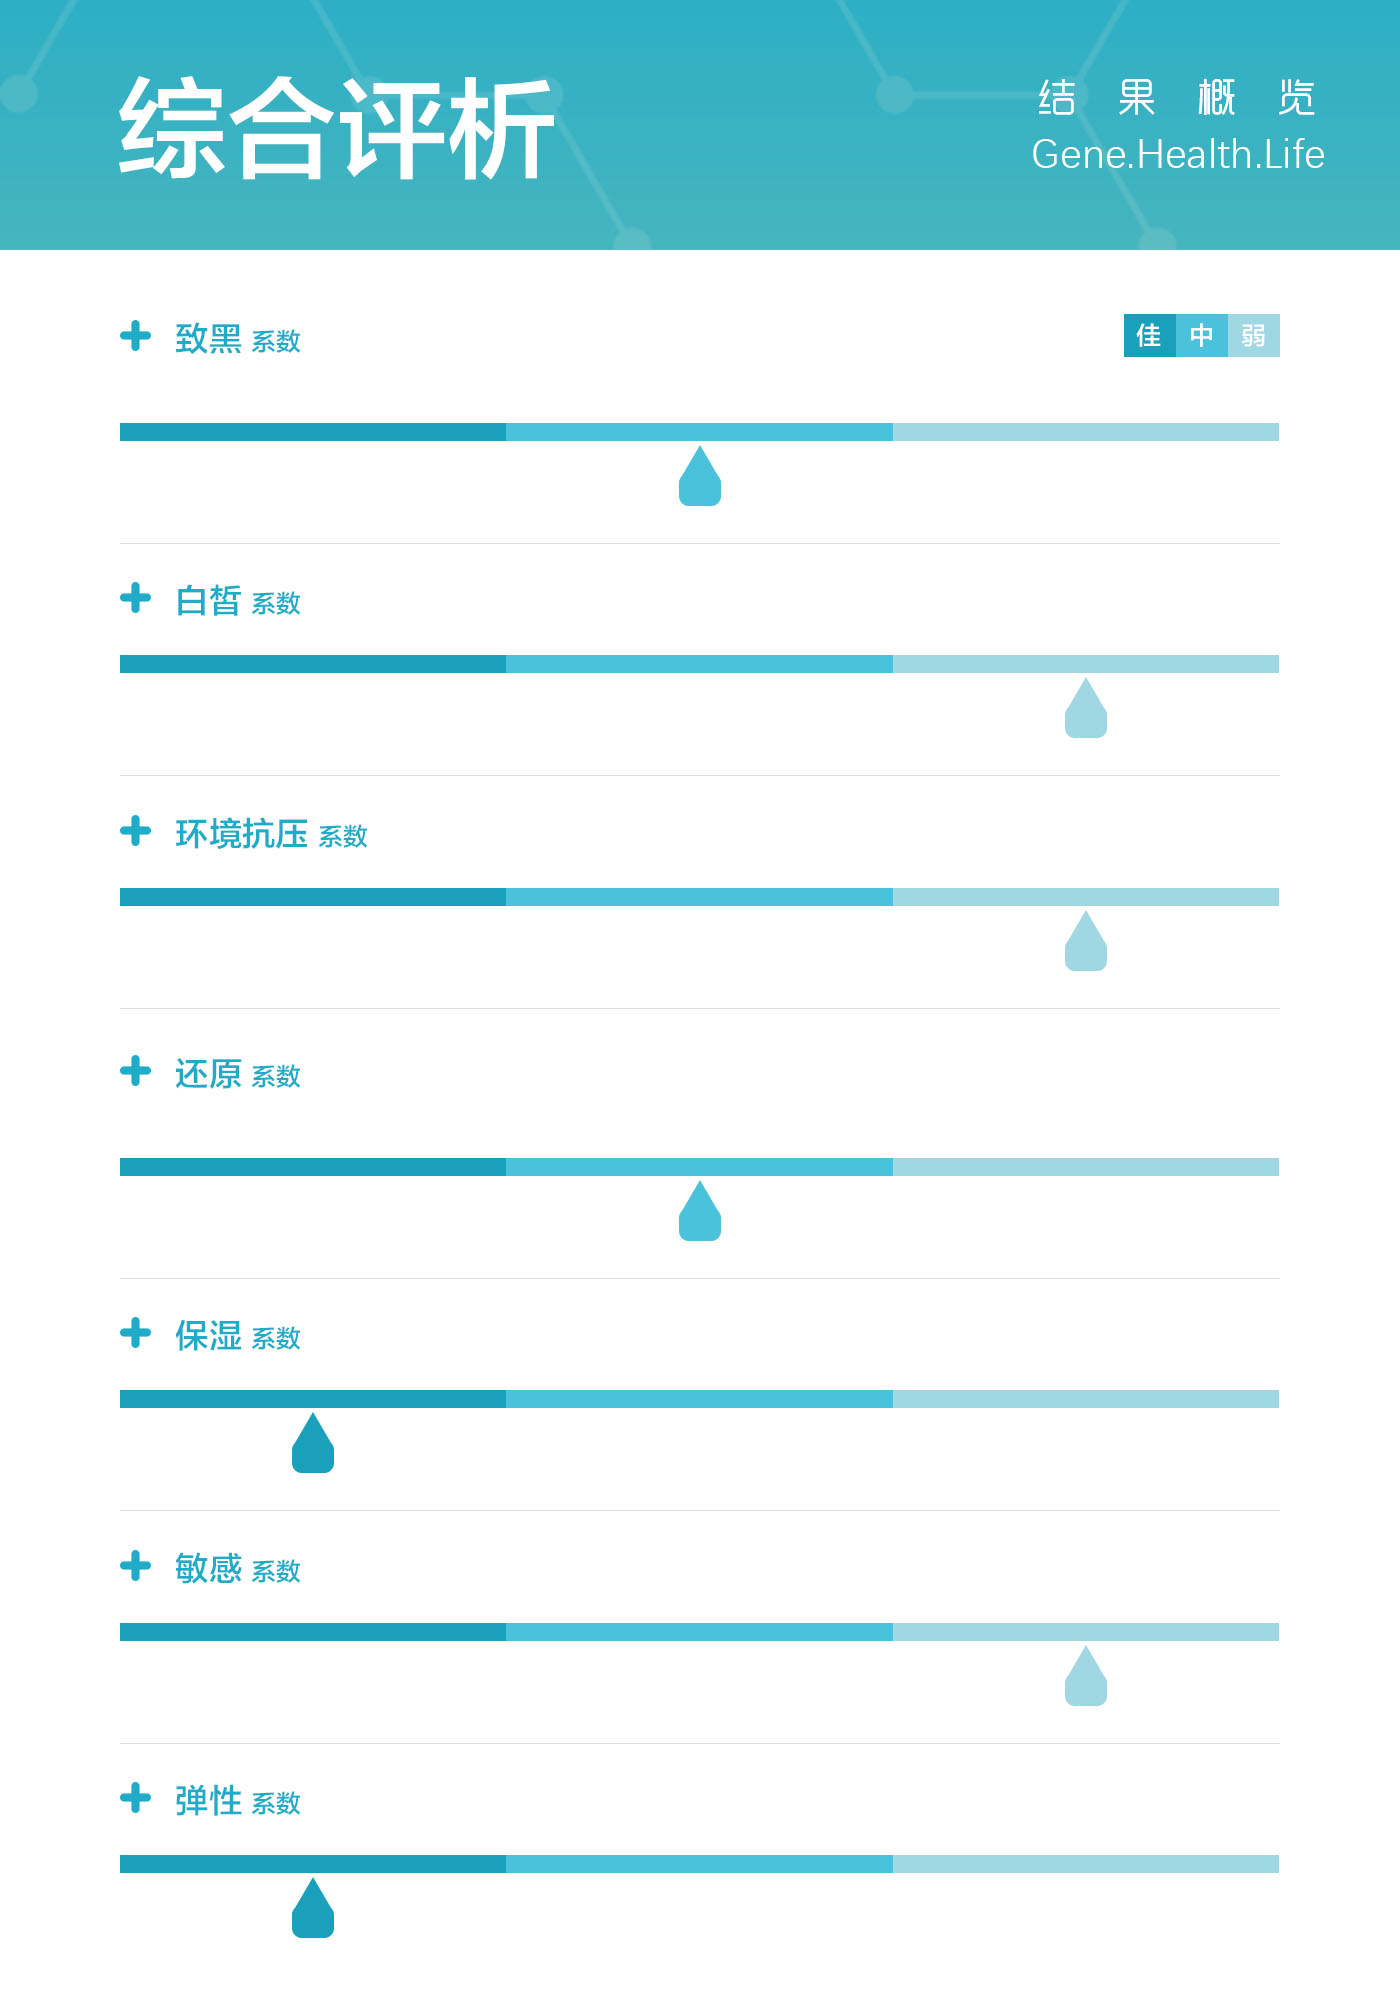 综合评析
结果概览
Gene.Health.Life
致黑 系数
佳 中 弱
白皙 系数
环境抗压 系数
还原 系数
保湿 系数
敏感 系数
弹性 系数